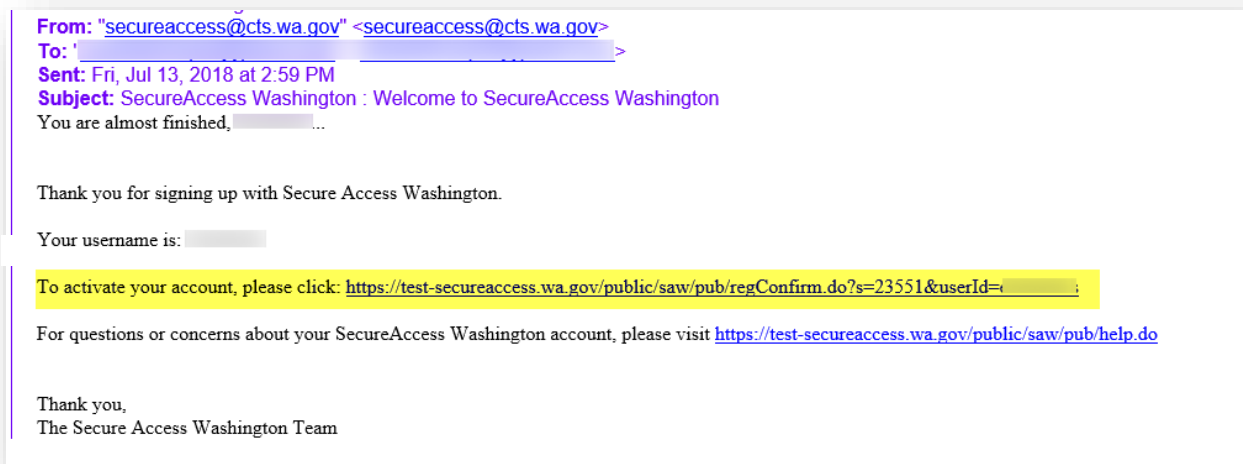 From: "secureaccess@cts.wa.gov" <secureaccess@cts.wa.gov>
To: ' >
Sent: Fri, Jul 13, 2018 at 2:59 PM
Subject: SecureAccess Washington : Welcome to SecureAccess Washington
You are almost finished, ...
Thank you for signing up with Secure Access Washington.
Your username is:
To activate your account, please click: https://test-secureaccess.wa.gov/public/saw/pub/regConfirm.do?s=23551&userId=
For questions or concerns about your SecureAccess Washington account, please visit https://test-secureaccess.wa.gov/public/saw/pub/help.do
Thank you,
The Secure Access Washington Team